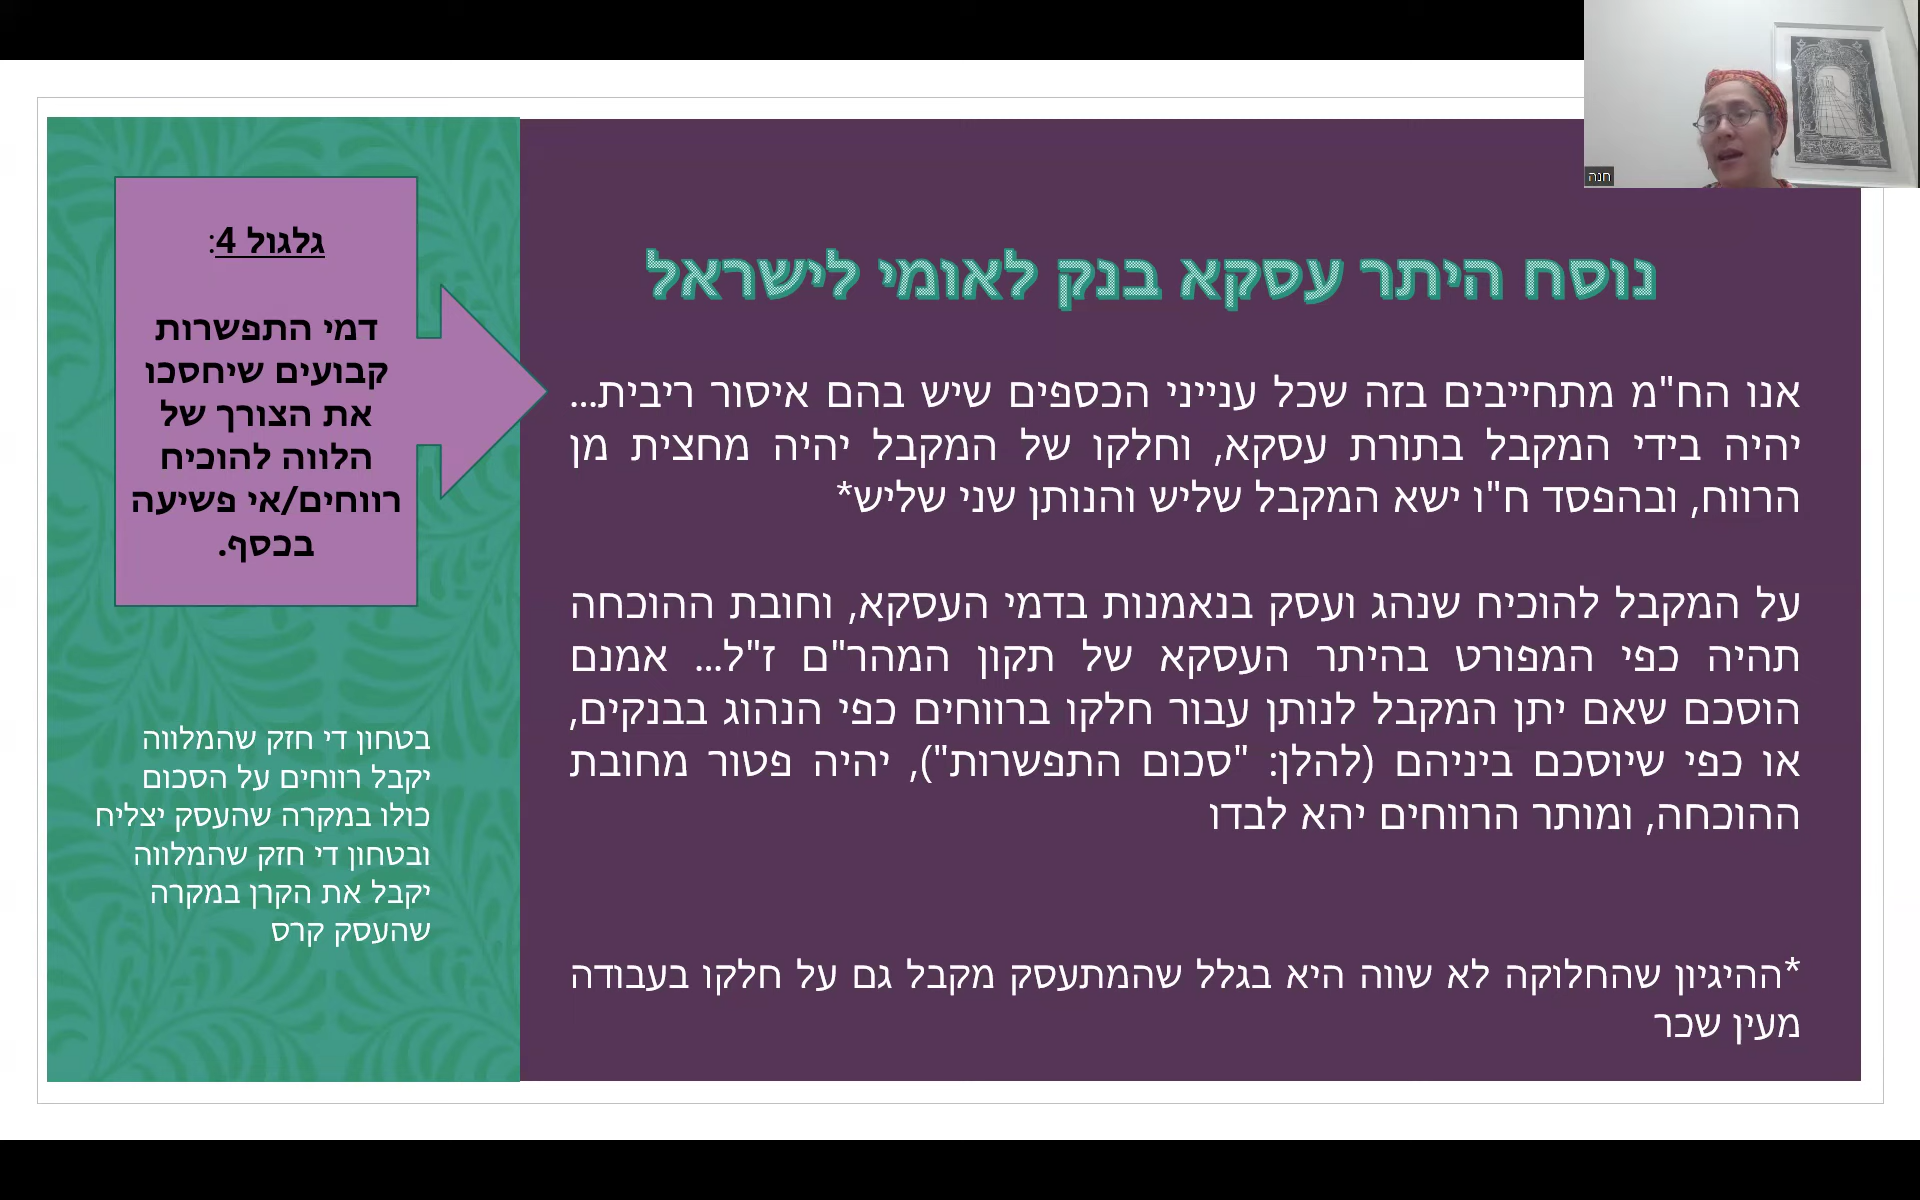 חנה
נוסח היתר עסקא בנק לאומי לישראל
אנו הח"מ מתחייבים בזה שכל ענייני הכספים שיש בהם איסור ריבית...
יהיה בידי המקבל בתורת עסקא, וחלקו של המקבל יהיה מחצית מן
הרווח, ובהפסד ח"ו ישא המקבל שליש והנותן שני שליש*
על המקבל להוכיח שנהג ועסק בנאמנות בדמי העסקא, וחובת ההוכחה
תהיה כפי המפורט בהיתר העסקא של תקון המהר"ם ז"ל... אמנם
הוסכם שאם יתן המקבל לנותן עבור חלקו ברווחים כפי הנהוג בבנקים,
או כפי שיוסכם ביניהם (להלן: "סכום התפשרות"), יהיה פטור מחובת
ההוכחה, ומותר הרווחים יהא לבדו
*ההיגיון שהחלוקה לא שווה היא בגלל שהמתעסק מקבל גם על חלקו בעבודה
מעין שכר
גלגול 4:
דמי התפשרות
קבועים שיחסכו
את הצורך של
הלווה להוכיח
רווחים/אי פשיעה
בכסף.
בטחון די חזק שהמלווה
יקבל רווחים על הסכום
כולו במקרה שהעסק יצליח
ובטחון די חזק שהמלווה
יקבל את הקרן במקרה
שהעסק קרס